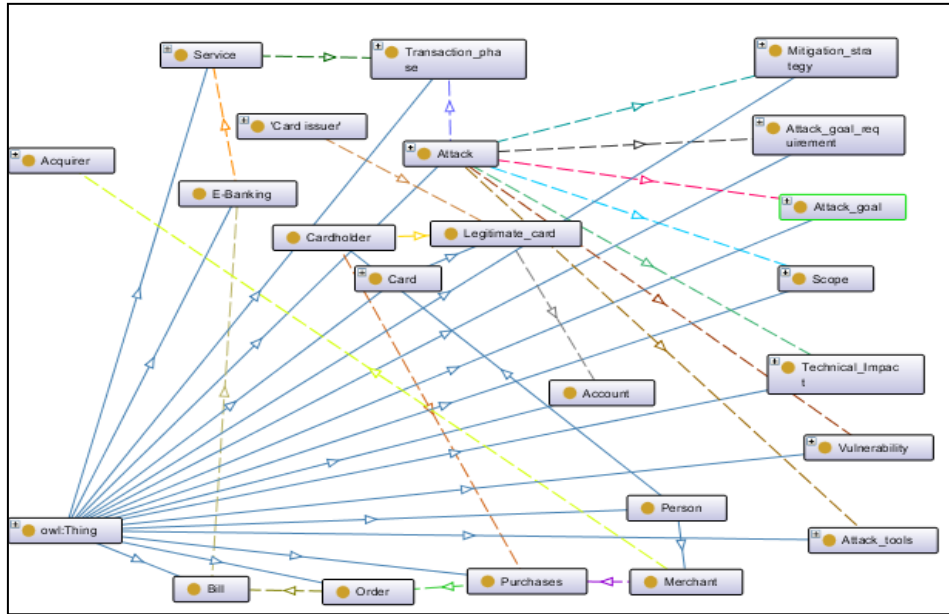 Service
Transaction_pha
se
Mitigation_stra
tegy
'Card issuer'
Attack_goal_req
uirement
Acquirer
Attack
E-Banking
Attack_goal
Cardholder
Legitimate_card
Card
Scope
Technical_Impac
t
Account
Vulnerability
Person
owl:Thing
Attack_tools
Bill
Order
Purchases
Merchant